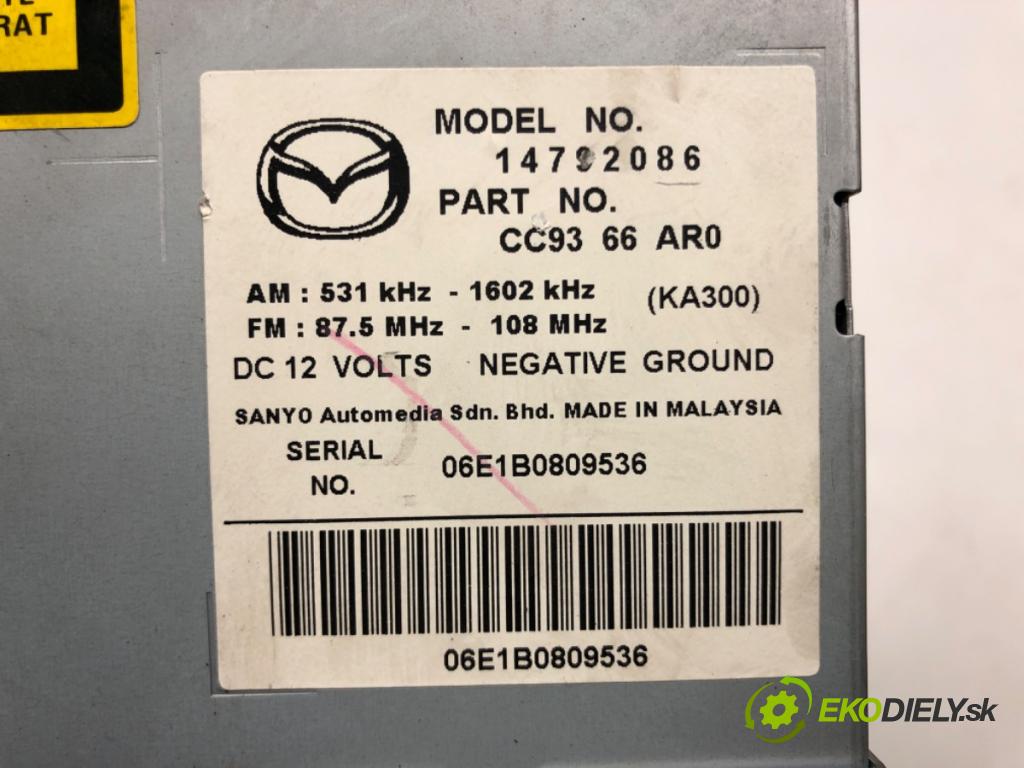 RAT
MODEL NO.
14792086
PART NO.
CC93 66 AR0
AM : 531 kHz - 1602 kHz (KA300)
FM : 87.5 MHz - 108 MHz
DC 12 VOLTS NEGATIVE GROUND
SANYO Automedia Sdn. Bhd. MADE IN MALAYSIA
SERIAL
NO.
06E1B0809536
06E1B0809536
EKODIELY.sk